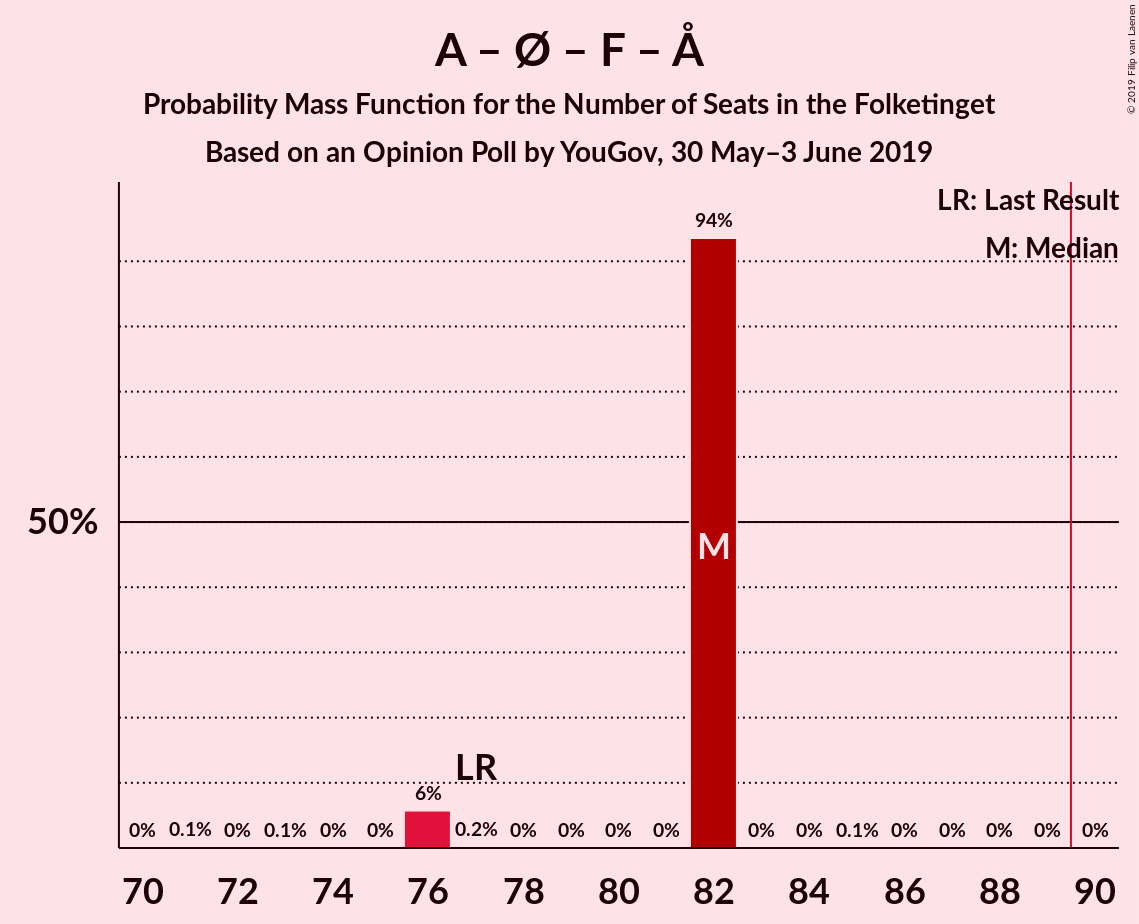 A – Ø – F – Å
Probability Mass Function for the Number of Seats in the Folketinget
Based on an Opinion Poll by YouGov, 30 May–3 June 2019
© 2019 Filip van Laenen
LR: Last Result
M: Median
94%
50%
M
LR
6%
0% 0.1% 0% 0.1% 0% 0% 0.2% 0% 0% 0% 0% 0% 0% 0.1% 0% 0% 0% 0% 0%
70 72 74 76 78 80 82 84 86 88 90